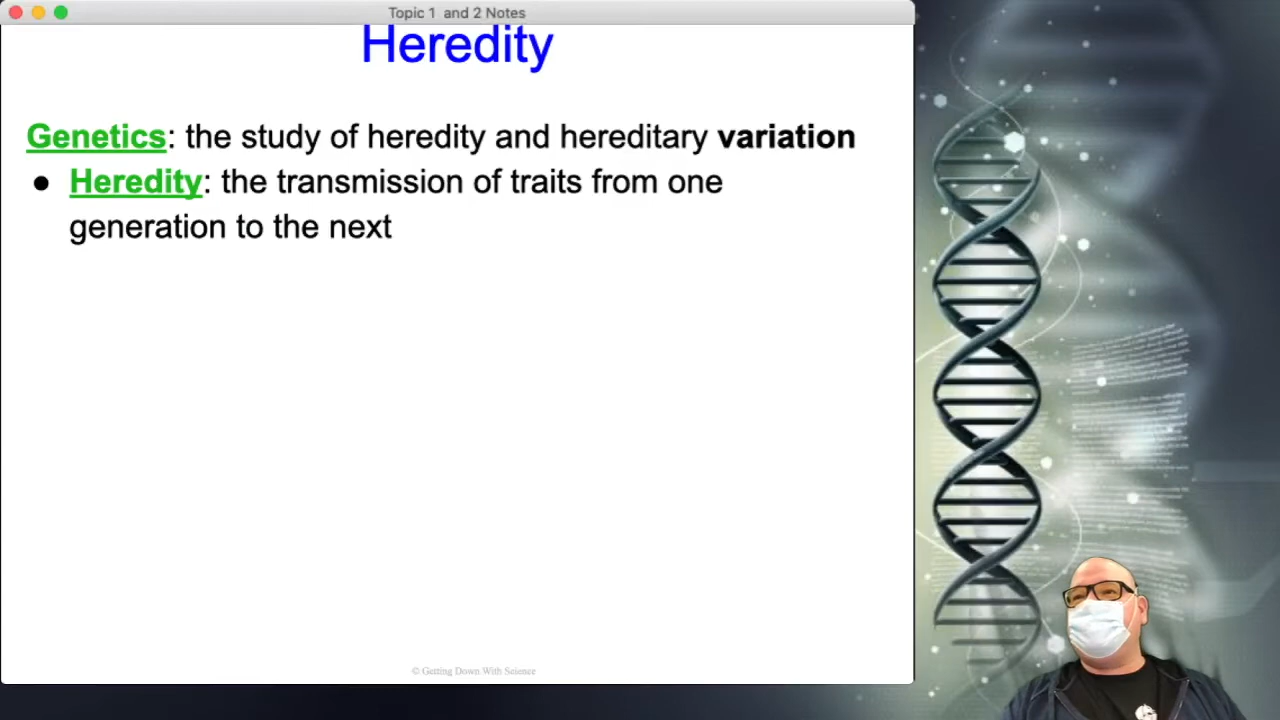 Topic 1 and 2 Notes
Heredity
Genetics: the study of heredity and hereditary variation
● Heredity: the transmission of traits from one
generation to the next
© Getting Down With Science